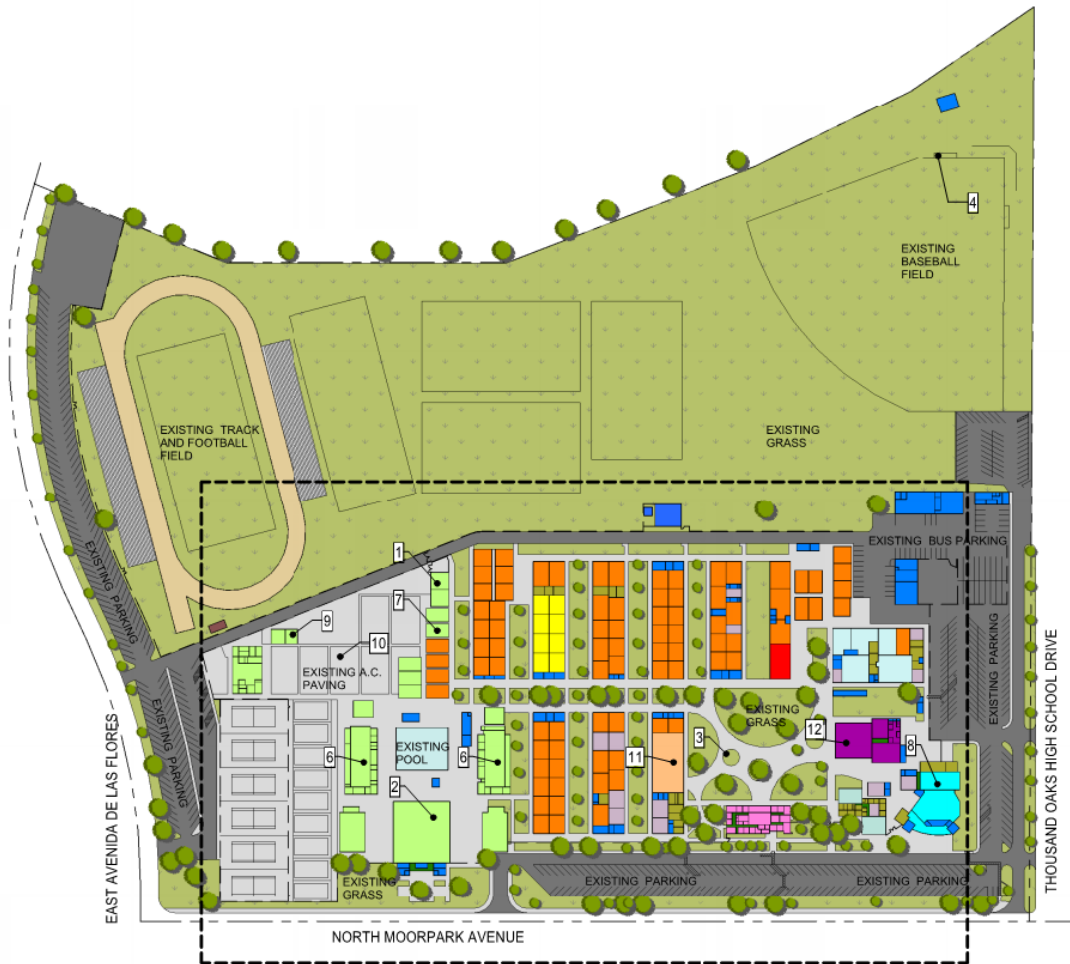 4
EXISTING
BASEBALL
FIELD
EXISTING TRACK
AND FOOTBALL
FIELD
EXISTING
GRASS
EXISTING BUS PARKING
1
7
9
10
EXISTING A.C.
PAVING
EXISTING PARKING
EXISTING PARKING
EXISTING PARKING
EXISTING
GRASS
EXISTING
POOL
6
6
2
11
3
12
8
EXISTING
GRASS
EXISTING PARKING
EXISTING PARKING
EAST AVENIDA DE LAS FLORES
THOUSAND OAKS HIGH SCHOOL DRIVE
NORTH MOORPARK AVENUE